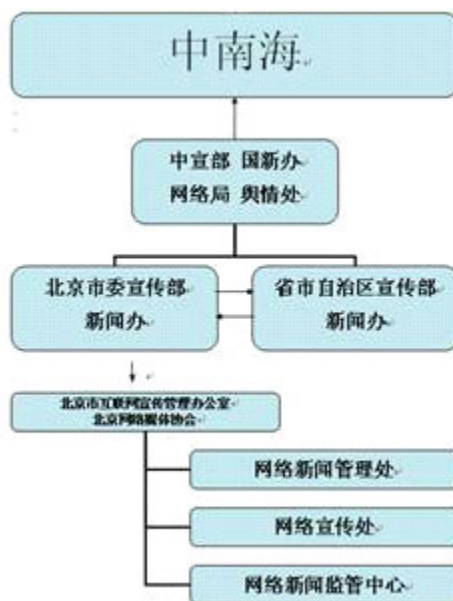 中南海
中宣部 国新办
网络局 舆情处
北京市委宣传部
新闻办
省市自治区宣传部
新闻办
北京市互联网宣传管理办公室
北京网络媒体协会
网络新闻管理处
网络宣传处
网络新闻监管中心